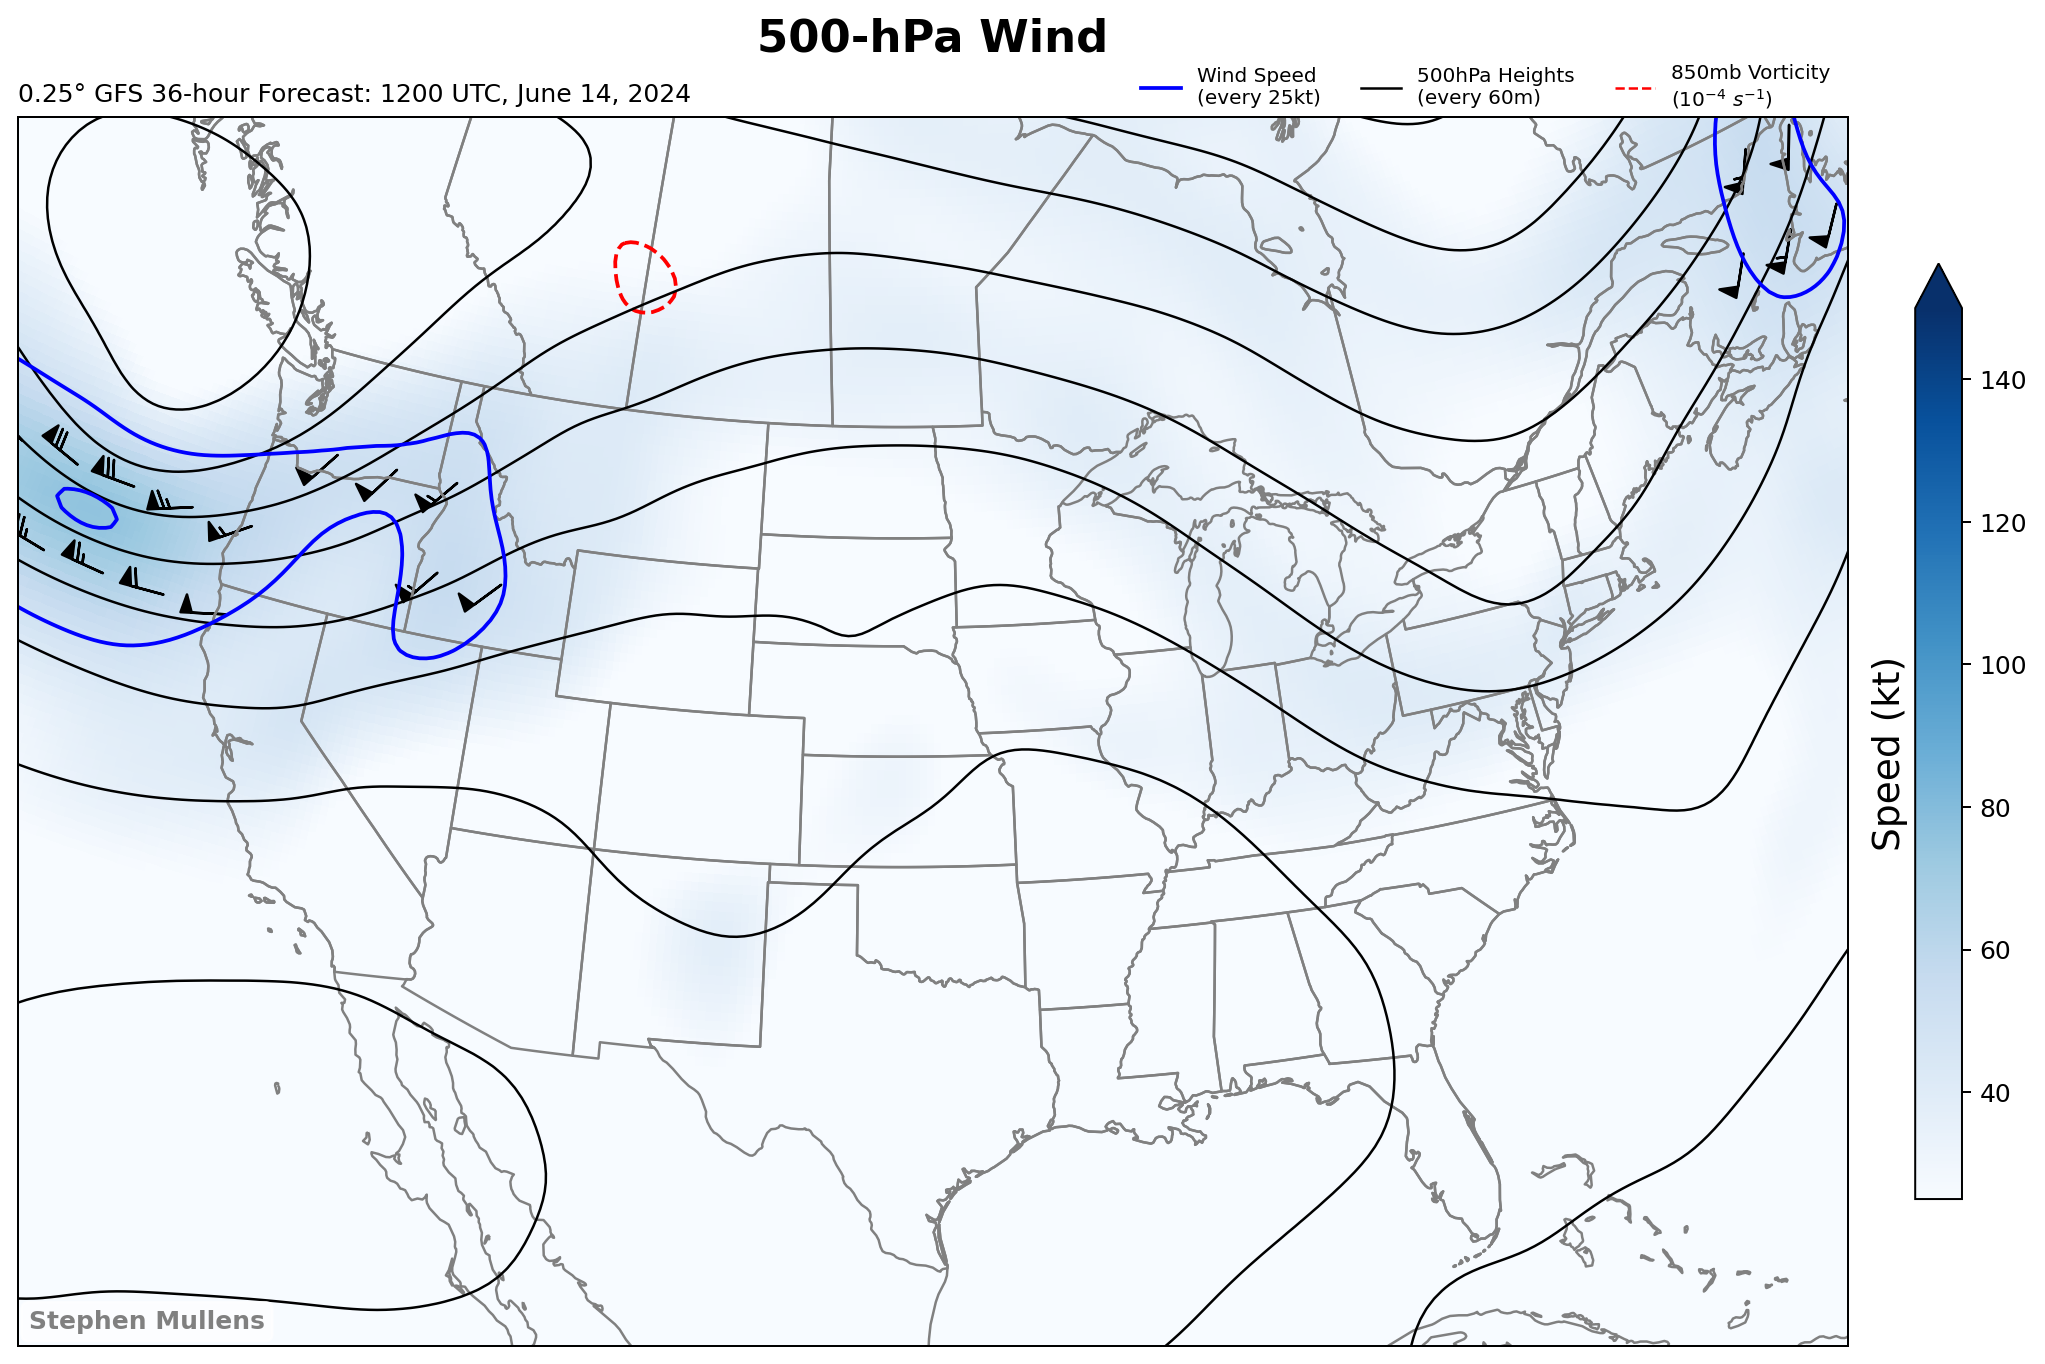 500-hPa Wind
0.25° GFS 36-hour Forecast: 1200 UTC, June 14, 2024
Wind Speed
(every 25kt)
500hPa Heights
(every 60m)
850mb Vorticity
(10⁻⁴ s⁻¹)
140
120
100
80
60
40
Speed (kt)
Stephen Mullens